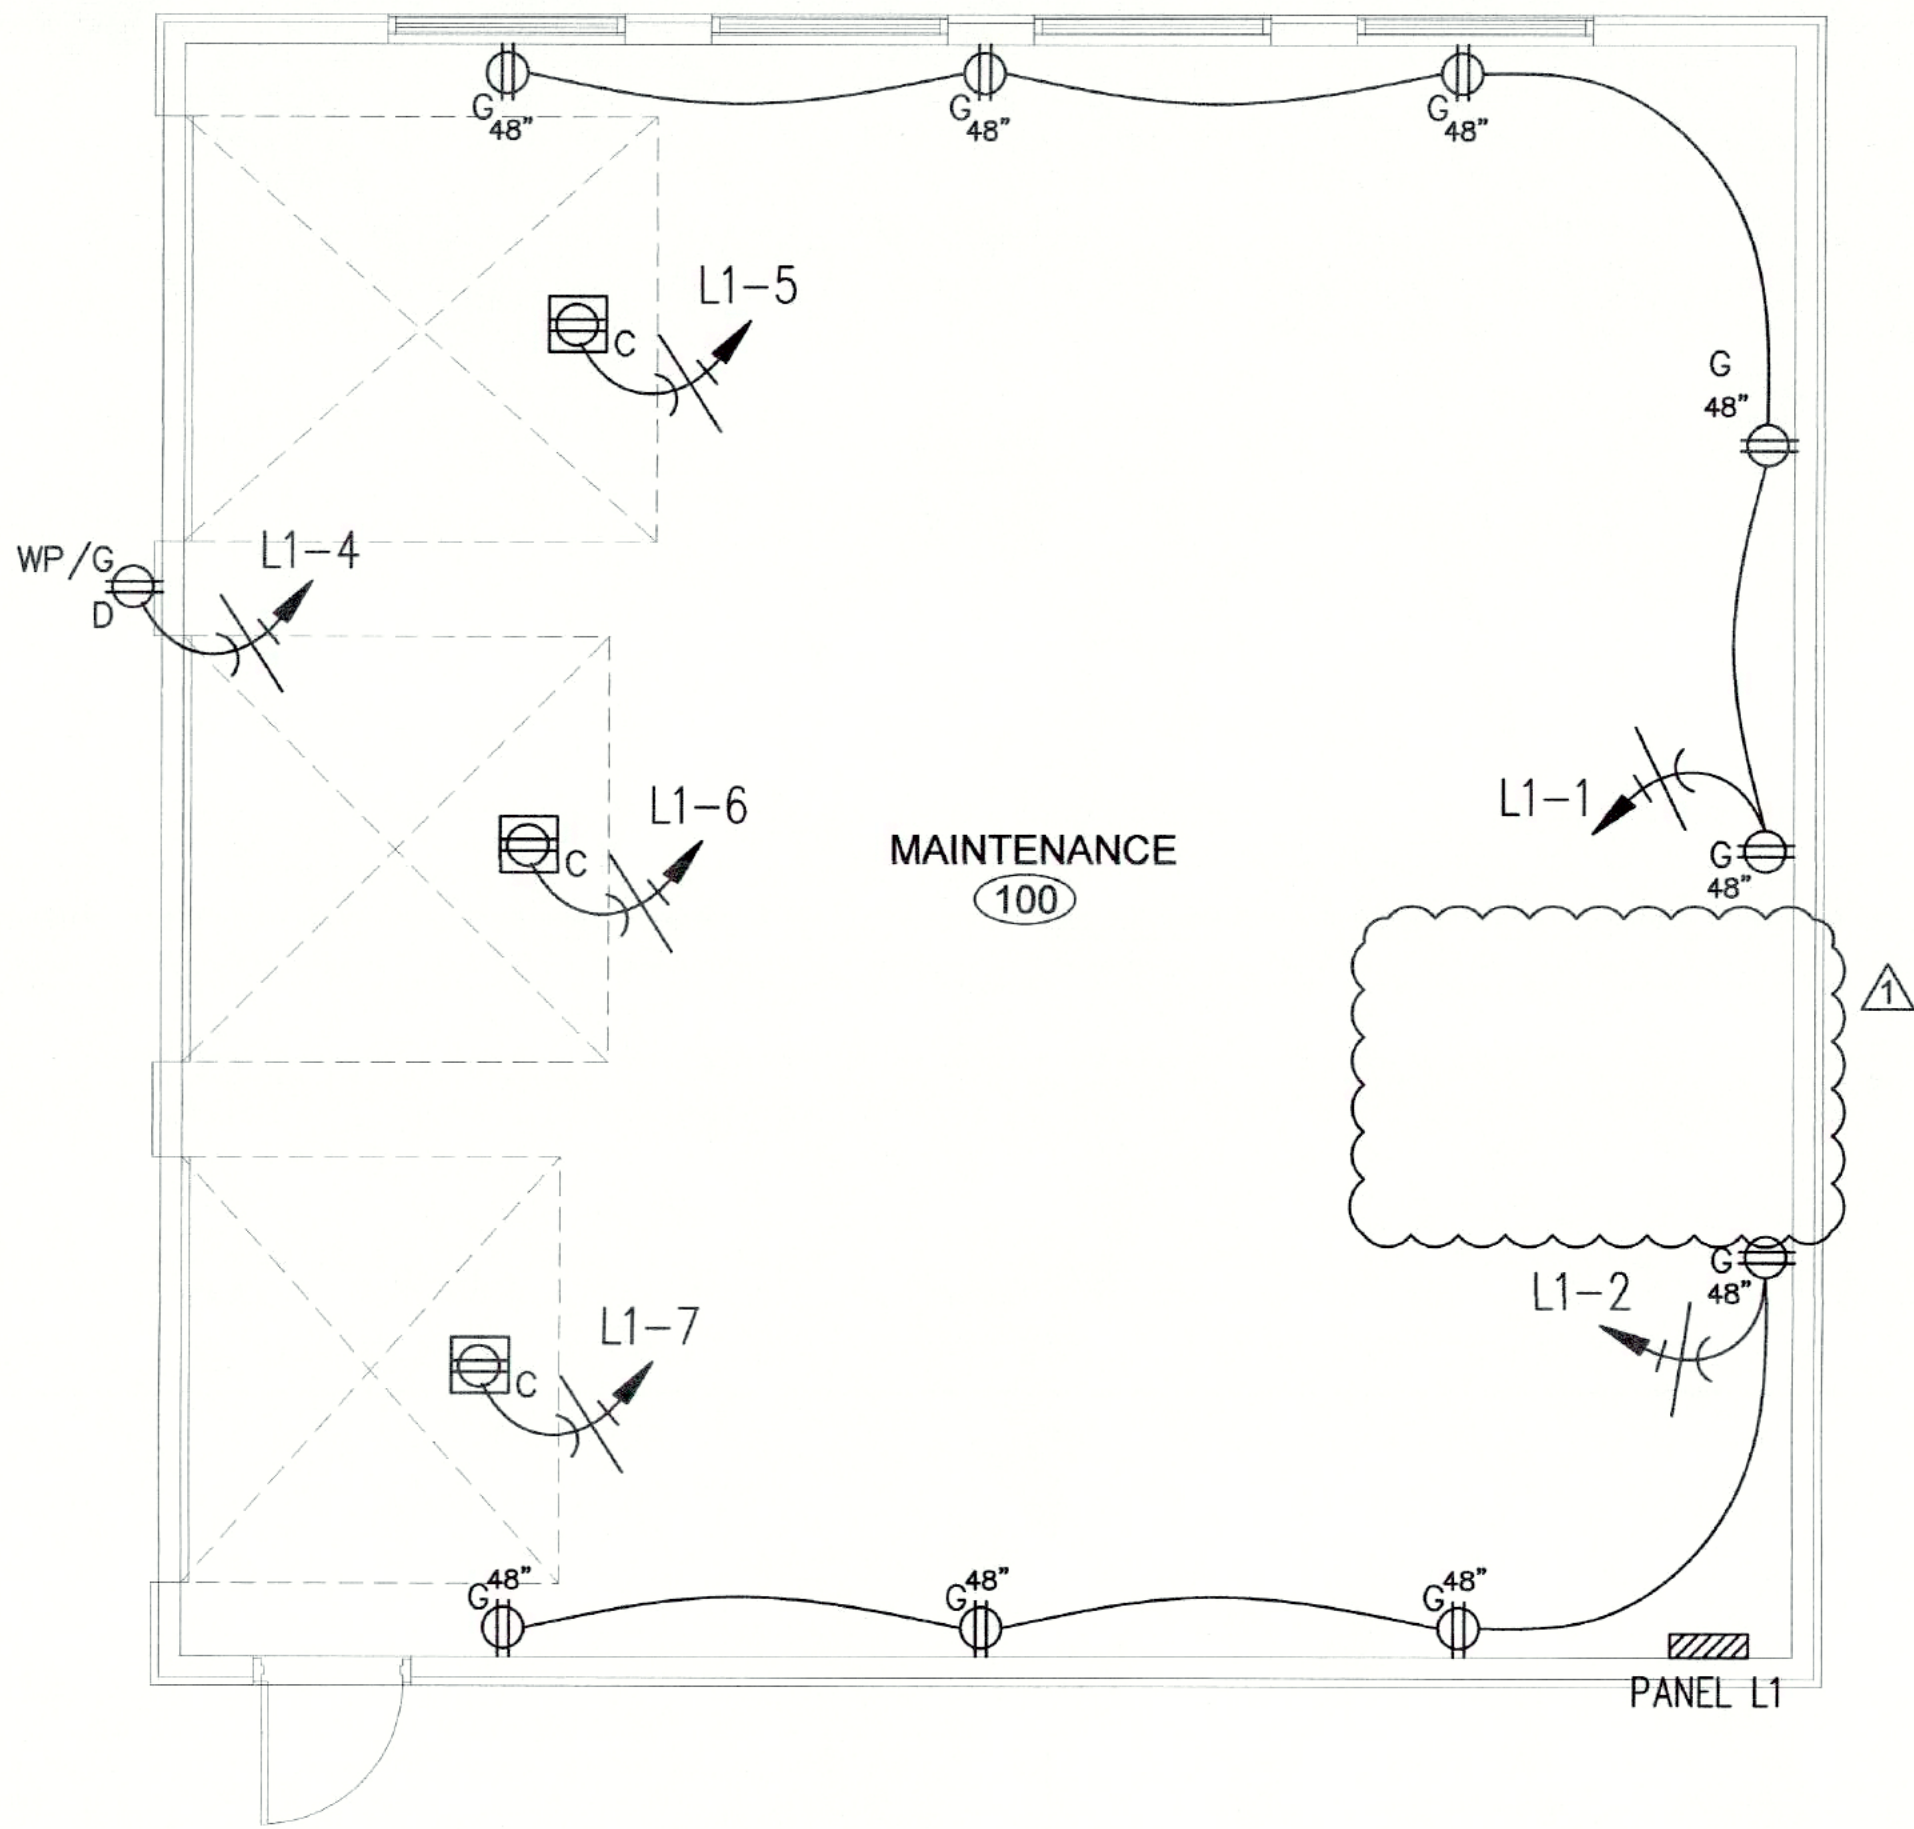 G
48"
G
48"
G
48"
L1-5
C
G
48"
WP/G
D
L1-4
L1-6
C
L1-1
MAINTENANCE
100
G
48"
1
G
48"
L1-2
L1-7
C
48"
G
48"
G
48"
G
PANEL L1